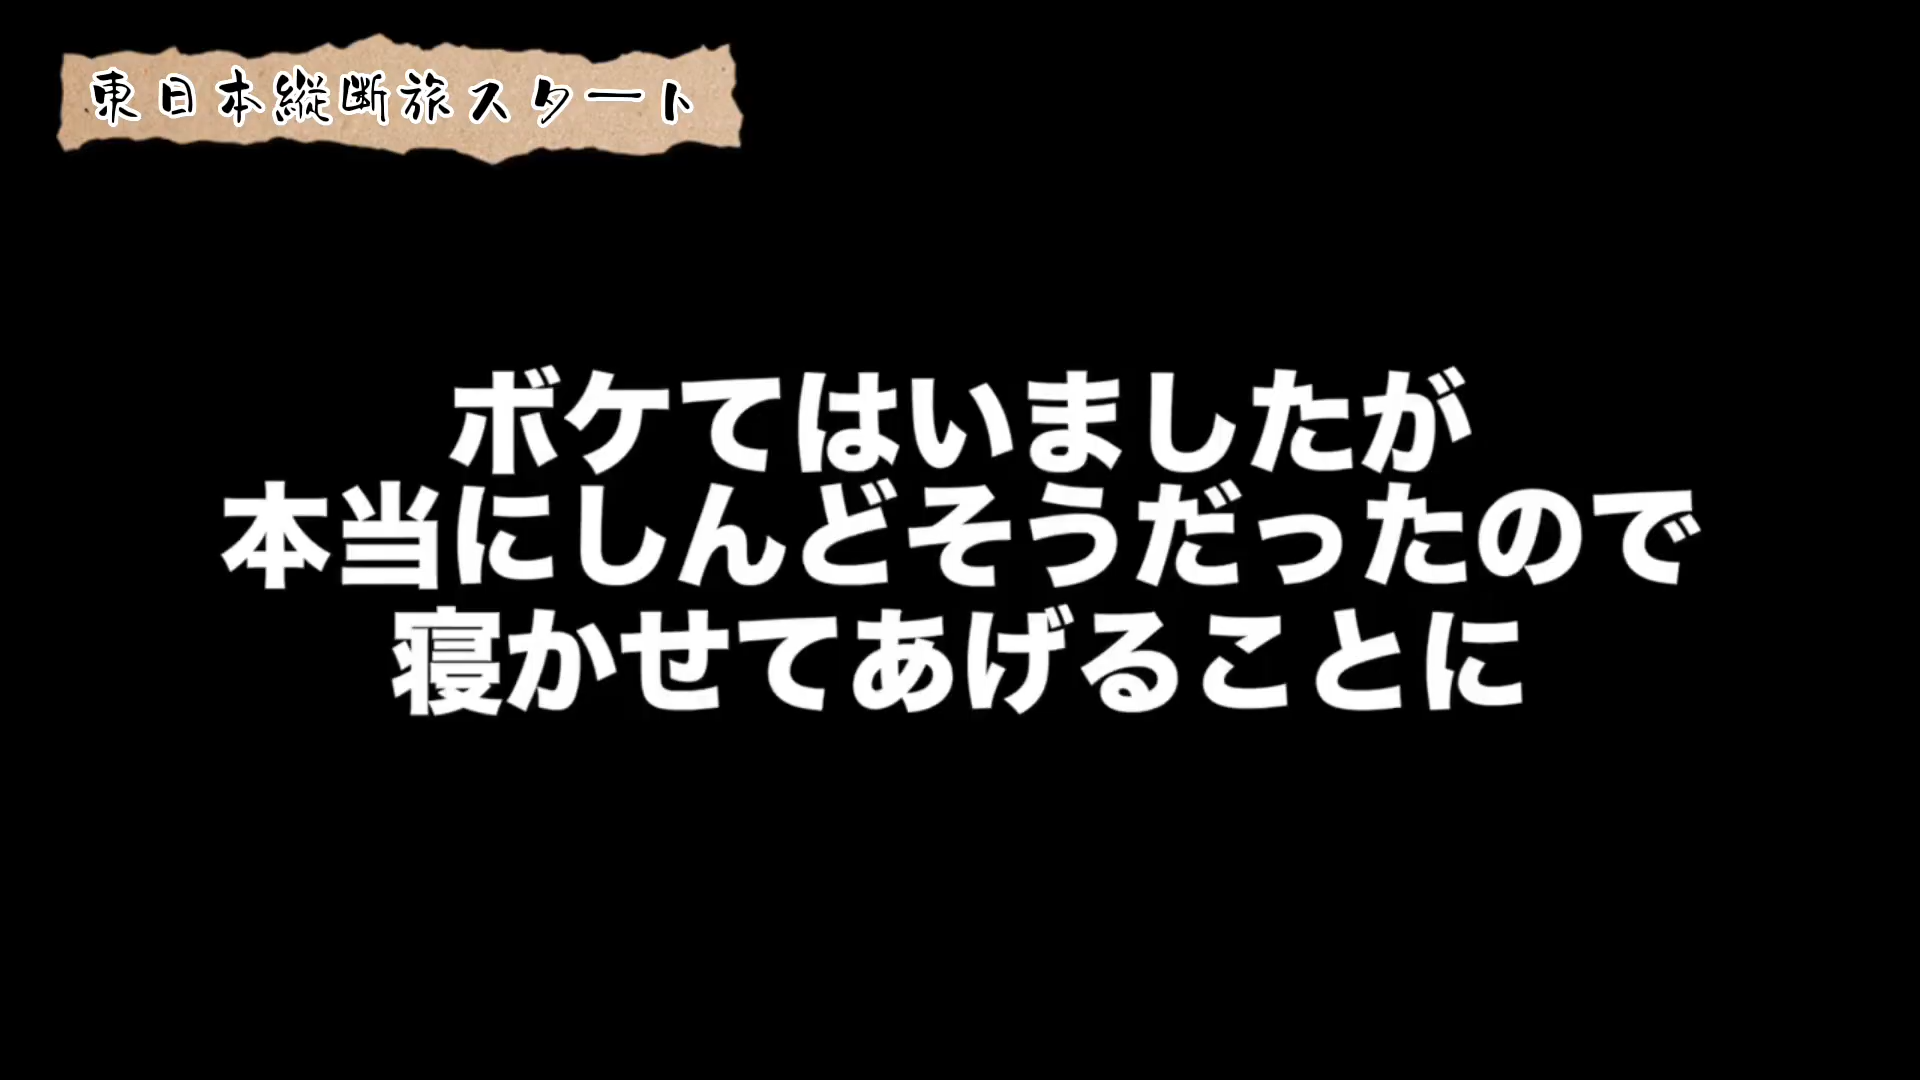 東日本縦断旅スタート
ボケてはいましたが
本当にしんどそうだったので
寝かせてあげることに